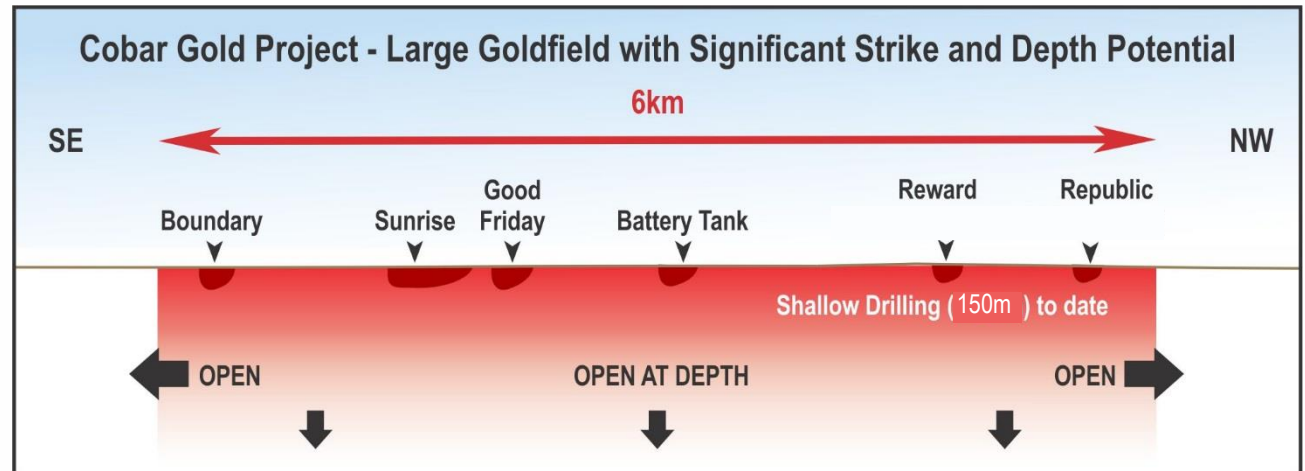 Cobar Gold Project - Large Goldfield with Significant Strike and Depth Potential
6km
SE
NW
Boundary
Sunrise
Good
Friday
Battery Tank
Reward
Republic
Shallow Drilling ( 150m ) to date
OPEN
OPEN AT DEPTH
OPEN